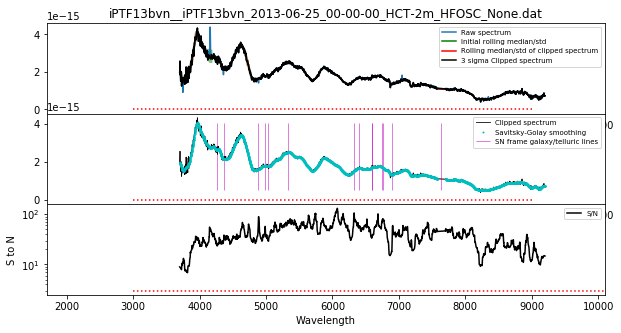 iPTF13bvn__iPTF13bvn_2013-06-25_00-00-00_HCT-2m_HFOSC_None.dat
1e−15
4
2
0
Raw spectrum
Initial rolling median/std
Rolling median/std of clipped spectrum
3 sigma Clipped spectrum
1e−15
4
2
0
Clipped spectrum
Savitsky-Golay smoothing
SN frame galaxy/telluric lines
S to N
10²
10¹
S/N
2000 3000 4000 5000 6000 7000 8000 9000 10000
Wavelength